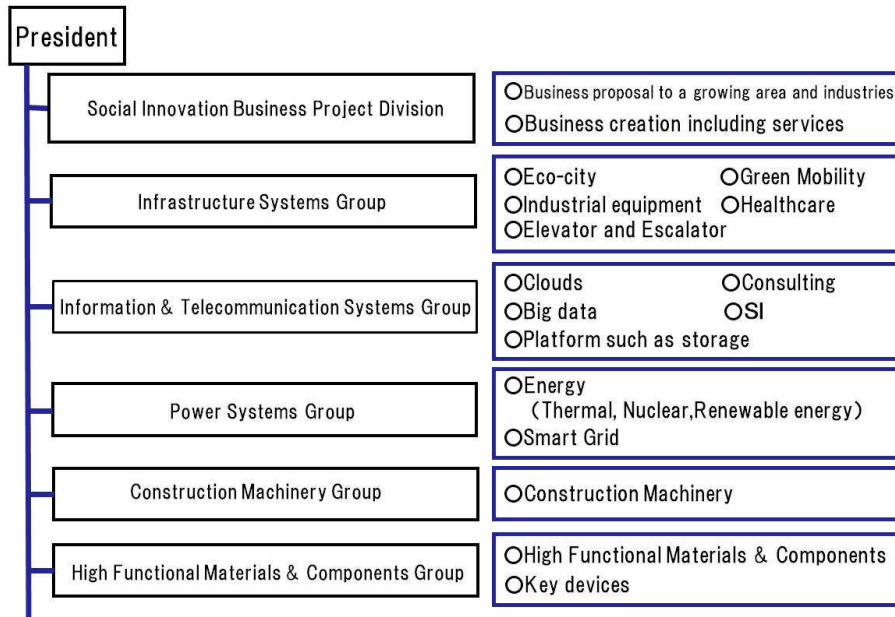 President
Social Innovation Business Project Division
○Business proposal to a growing area and industries
○Business creation including services
Infrastructure Systems Group
○Eco-city ○Green Mobility
○Industrial equipment ○Healthcare
○Elevator and Escalator
Information & Telecommunication Systems Group
○Clouds ○Consulting
○Big data ○SI
○Platform such as storage
Power Systems Group
○Energy
(Thermal, Nuclear,Renewable energy)
○Smart Grid
Construction Machinery Group
○Construction Machinery
High Functional Materials & Components Group
○High Functional Materials & Components
○Key devices